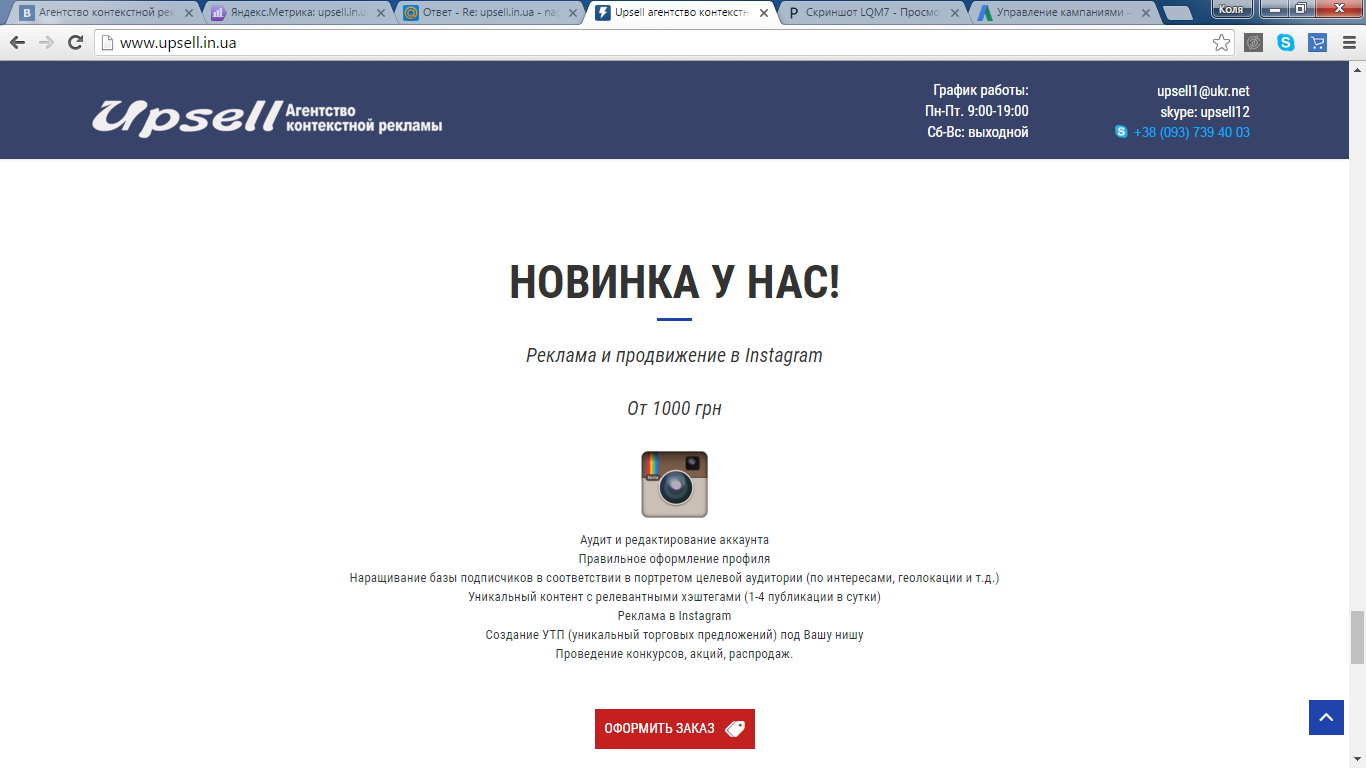 Агентство контекстной рек
Яндекс.Метрика: upsell.in.u
Ответ - Re: upsell.in.ua - па
Upsell агентство контекстн
Скриншот LQM7 - Просмо
Управление кампаниями –
Коля
www.upsell.in.ua
Upsell Агентство
контекстной рекламы
График работы:
Пн-Пт. 9:00-19:00
Сб-Вс: выходной
upsell1@ukr.net
skype: upsell12
+38 (093) 739 40 03
НОВИНКА У НАС!
Реклама и продвижение в Instagram
От 1000 грн
Аудит и редактирование аккаунта
Правильное оформление профиля
Наращивание базы подписчиков в соответствии в портретом целевой аудитории (по интересами, геолокации и т.д.)
Уникальный контент с релевантными хэштегами (1-4 публикации в сутки)
Реклама в Instagram
Создание УТП (уникальный торговых предложений) под Вашу нишу
Проведение конкурсов, акций, распродаж.
ОФОРМИТЬ ЗАКАЗ